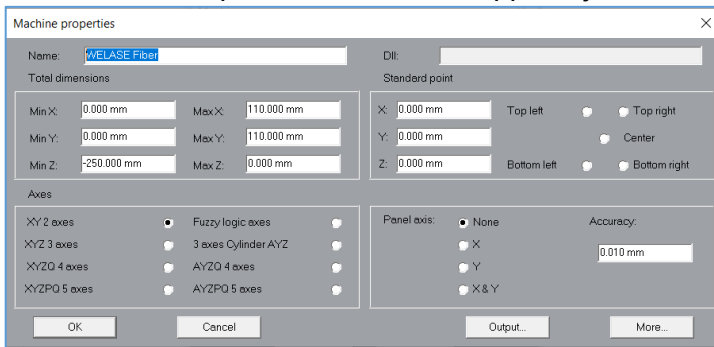 Machine properties
Name: WELASE Fiber
Dll:
Total dimensions
Min X: 0.000 mm Max X: 110.000 mm
Min Y: 0.000 mm Max Y: 110.000 mm
Min Z: -250.000 mm Max Z: 0.000 mm
Standard point
X: 0.000 mm Top left Top right
Y: 0.000 mm Center
Z: 0.000 mm Bottom left Bottom right
Axes
XY 2 axes Fuzzy logic axes
XYZ 3 axes 3 axes Cylinder AYZ
XYZQ 4 axes AYZQ 4 axes
XYZPQ 5 axes AYZPQ 5 axes
Panel axis: None Accuracy:
X 0.010 mm
Y
X & Y
OK Cancel Output... More...